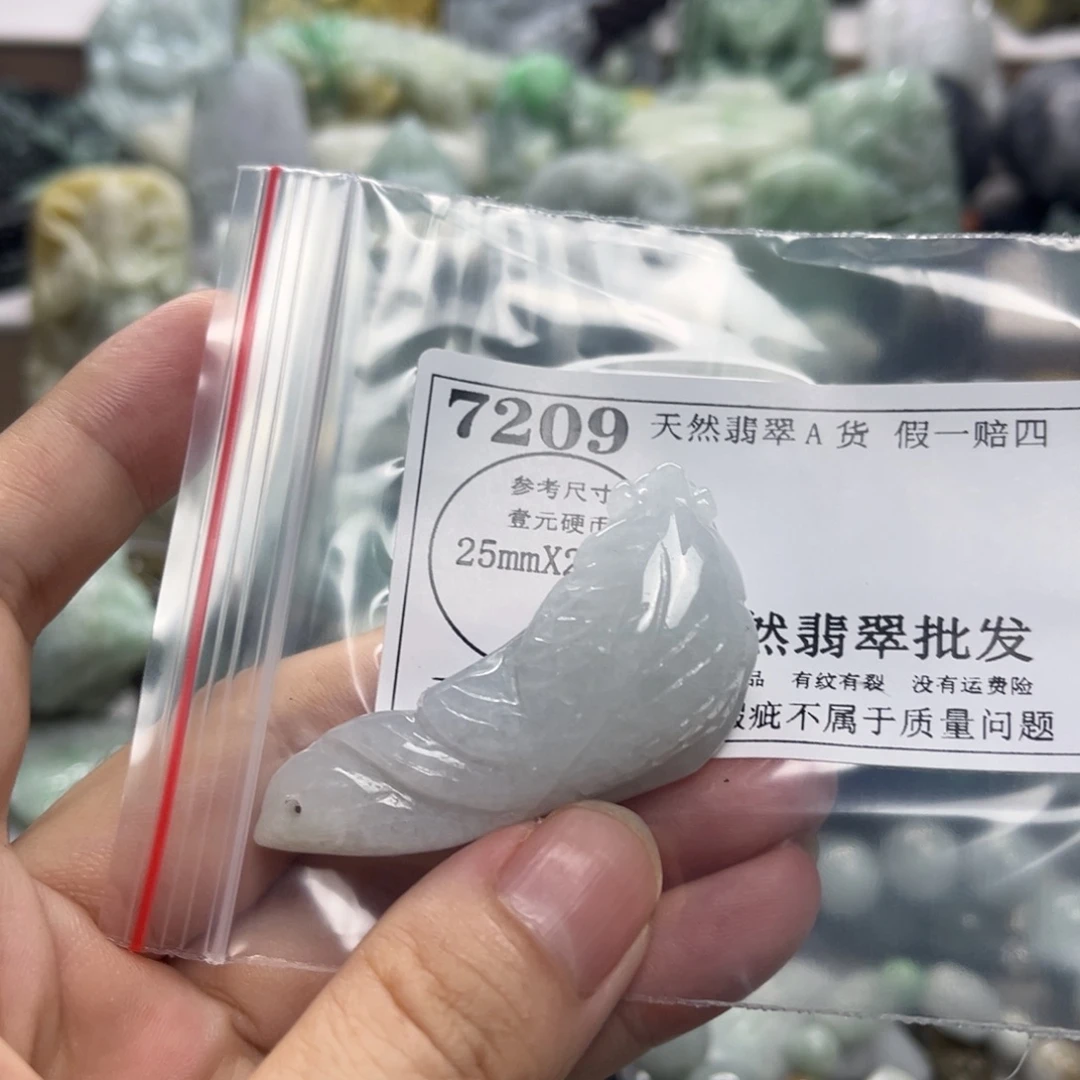 7209 天然翡翠A货 假一赔四
参考尺寸
壹元硬币
25mmX2
然翡翠批发
品 有纹有裂 没有运费险
瑕疵不属于质量问题